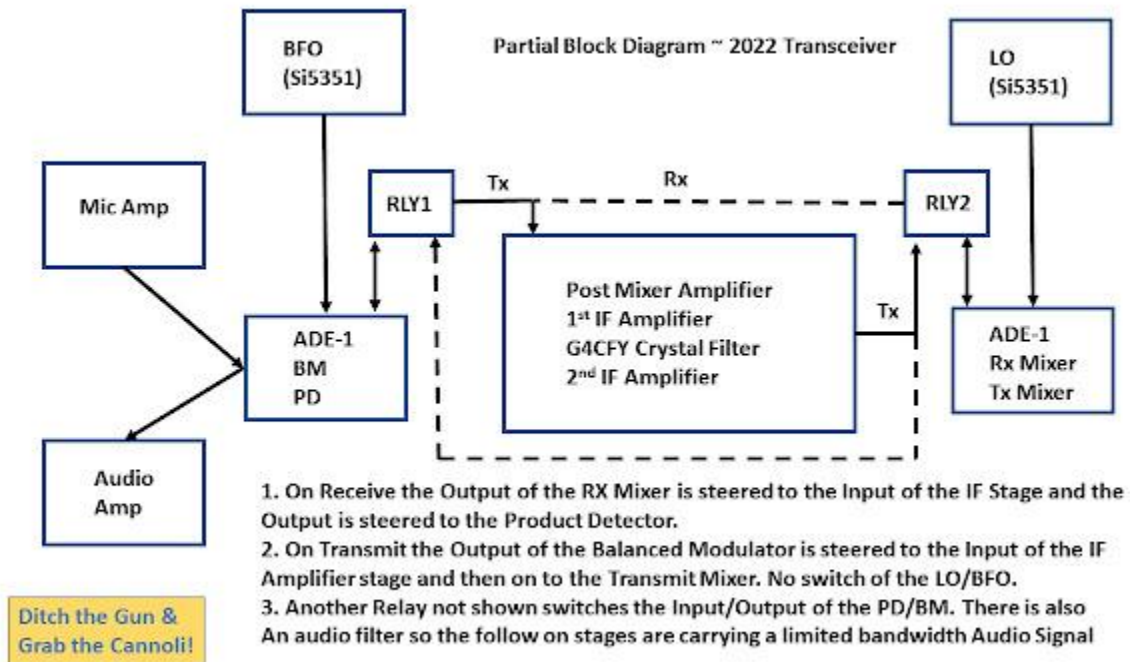 Partial Block Diagram ~ 2022 Transceiver
BFO
(Si5351)
LO
(Si5351)
Mic Amp
RLY1
Tx
Rx
RLY2
Post Mixer Amplifier
1st IF Amplifier
G4CFY Crystal Filter
2nd IF Amplifier
Tx
ADE-1
BM
PD
ADE-1
Rx Mixer
Tx Mixer
Audio
Amp
1. On Receive the Output of the RX Mixer is steered to the Input of the IF Stage and the
Output is steered to the Product Detector.
2. On Transmit the Output of the Balanced Modulator is steered to the Input of the IF
Amplifier stage and then on to the Transmit Mixer. No switch of the LO/BFO.
3. Another Relay not shown switches the Input/Output of the PD/BM. There is also
An audio filter so the follow on stages are carrying a limited bandwidth Audio Signal
Ditch the Gun &
Grab the Cannoli!